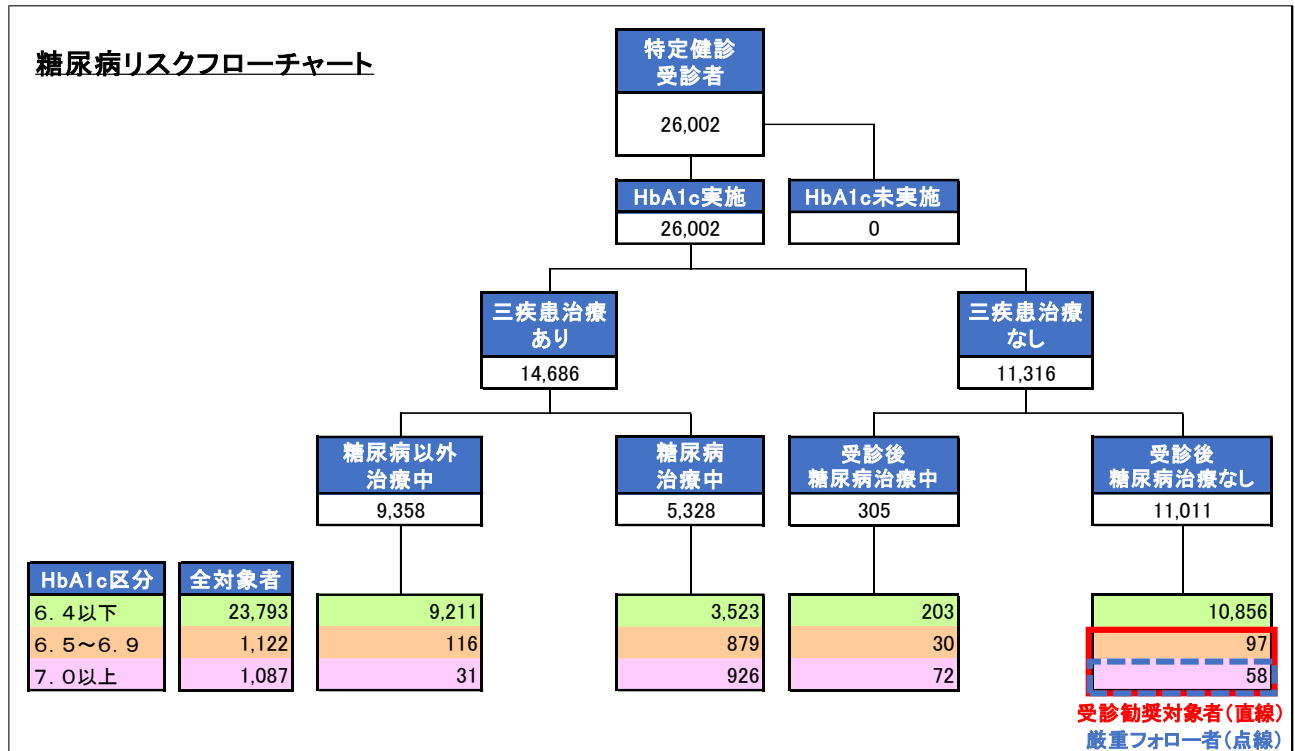 糖尿病リスクフローチャート
特定健診
受診者
26,002
HbA1c実施
26,002
HbA1c未実施
0
三疾患治療
あり
14,686
三疾患治療
なし
11,316
糖尿病以外
治療中
9,358
糖尿病
治療中
5,328
受診後
糖尿病治療中
305
受診後
糖尿病治療なし
11,011
HbA1c区分 全対象者
6．4以下 23,793 9,211 3,523 203 10,856
6．5～6．9 1,122 116 879 30 97
7．0以上 1,087 31 926 72 58
受診勧奨対象者（直線）
厳重フォロー者（点線）